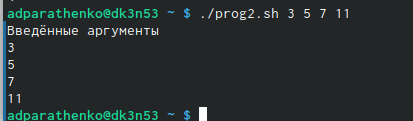 adparathenko@dk3n53 ~ $ ./prog2.sh 3 5 7 11
Введённые аргументы
3
5
7
11
adparathenko@dk3n53 ~ $